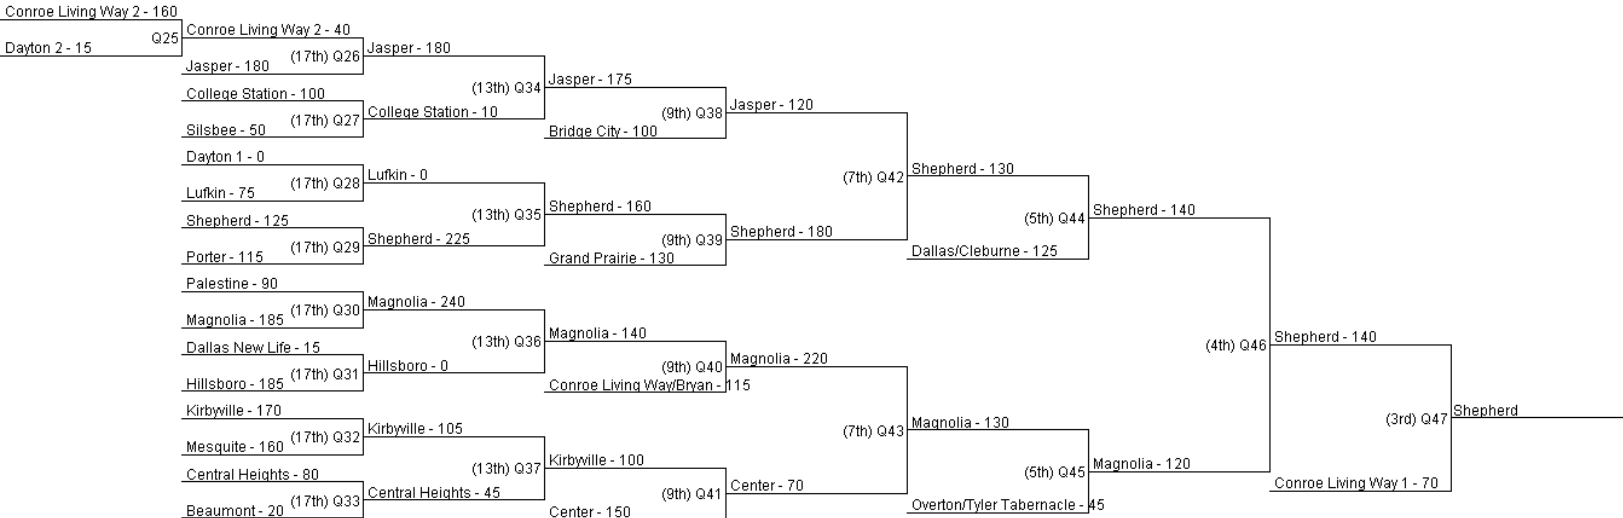 Conroe Living Way 2 - 160
Q25
Dayton 2 - 15
Conroe Living Way 2 - 40
(17th) Q26
Jasper - 180
College Station - 100
(17th) Q27
Silsbee - 50
Dayton 1 - 0
(17th) Q28
Lufkin - 75
Shepherd - 125
(17th) Q29
Porter - 115
Palestine - 90
(17th) Q30
Magnolia - 185
Dallas New Life - 15
(17th) Q31
Hillsboro - 185
Kirbyville - 170
(17th) Q32
Mesquite - 160
Central Heights - 80
(17th) Q33
Beaumont - 20
Jasper - 180
(13th) Q34
College Station - 10
Lufkin - 0
(13th) Q35
Shepherd - 225
Magnolia - 240
(13th) Q36
Hillsboro - 0
Kirbyville - 105
(13th) Q37
Central Heights - 45
Jasper - 175
(9th) Q38
Bridge City - 100
Shepherd - 160
(9th) Q39
Grand Prairie - 130
Magnolia - 140
(9th) Q40
Conroe Living Way/Bryan - 115
Kirbyville - 100
(9th) Q41
Center - 150
Jasper - 120
(7th) Q42
Shepherd - 180
Magnolia - 220
(7th) Q43
Center - 70
Shepherd - 130
(5th) Q44
Dallas/Cleburne - 125
Magnolia - 130
(5th) Q45
Overton/Tyler Tabernacle - 45
Shepherd - 140
(4th) Q46
Magnolia - 120
Shepherd - 140
(3rd) Q47
Conroe Living Way 1 - 70
Shepherd